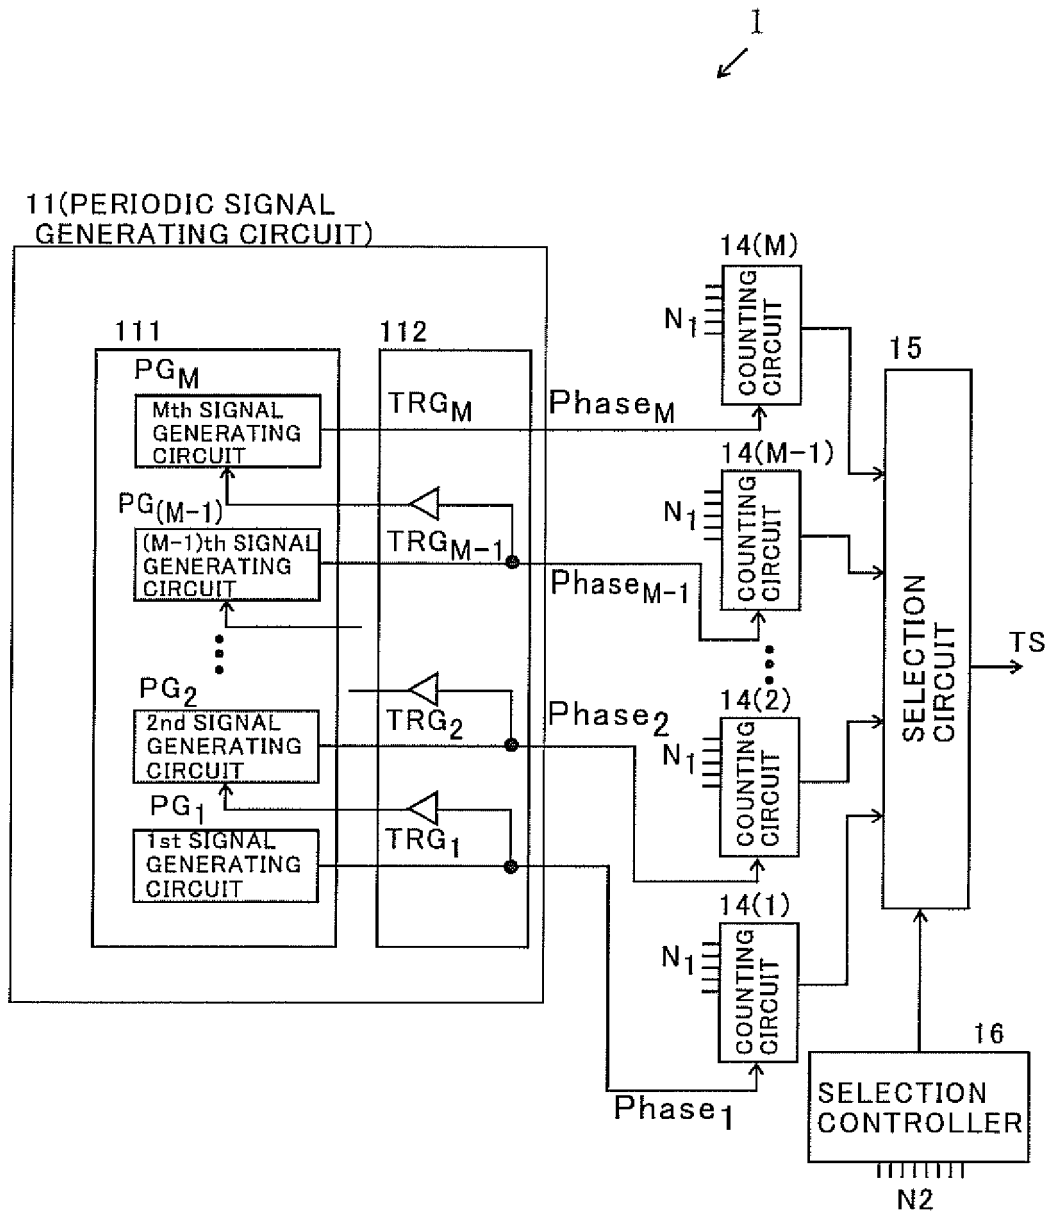 1
11(PERIODIC SIGNAL
GENERATING CIRCUIT)
111
112
PGM
Mth SIGNAL
GENERATING
CIRCUIT
TRGM
PhaseM
PG(M-1)
(M-1)th SIGNAL
GENERATING
CIRCUIT
TRGM-1
PhaseM-1
PG2
2nd SIGNAL
GENERATING
CIRCUIT
TRG2
Phase2
PG1
1st SIGNAL
GENERATING
CIRCUIT
TRG1
Phase1
14(M)
N1
COUNTING
CIRCUIT
14(M-1)
N1
COUNTING
CIRCUIT
14(2)
N1
COUNTING
CIRCUIT
14(1)
N1
COUNTING
CIRCUIT
15
SELECTION
CIRCUIT
TS
16
SELECTION
CONTROLLER
N2